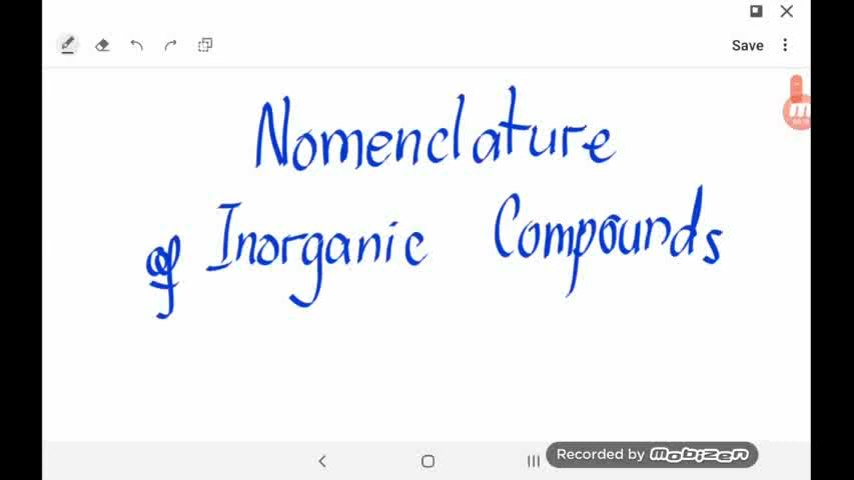 Save
Nomenclature
of Inorganic Compounds
Recorded by MOBIZEN